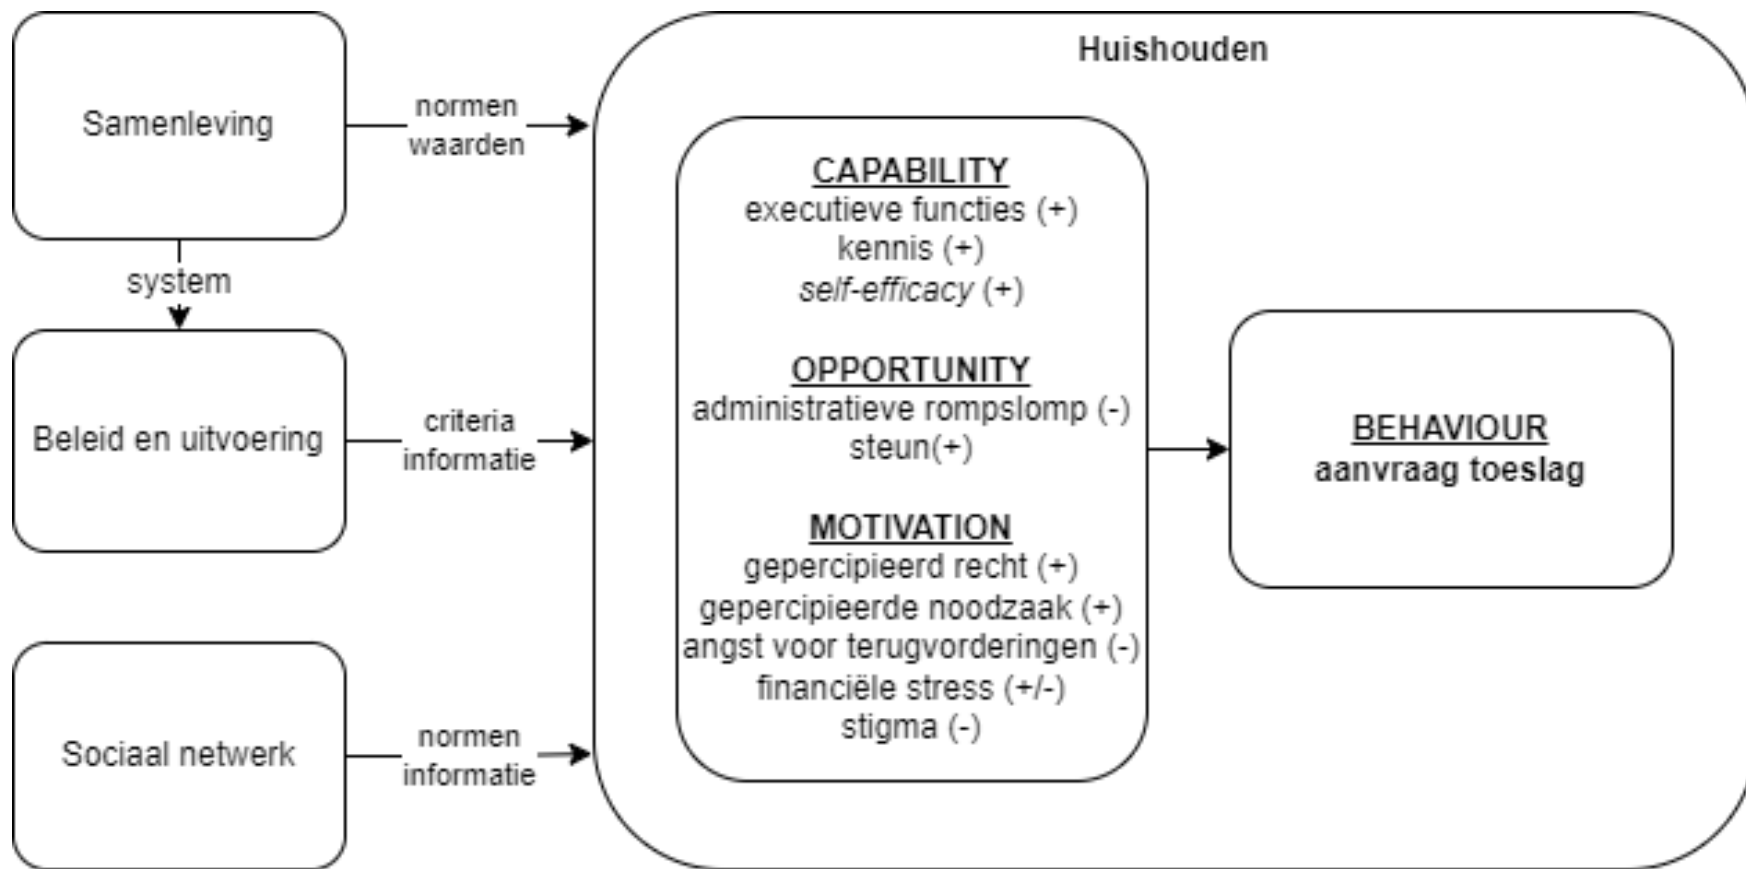 Huishouden
Samenleving
normen
waarden
system
Beleid en uitvoering
criteria
informatie
Sociaal netwerk
normen
informatie
CAPABILITY
executieve functies (+)
kennis (+)
self-efficacy (+)
OPPORTUNITY
administratieve rompslomp (-)
steun(+)
MOTIVATION
gepercipieerd recht (+)
gepercipieerde noodzaak (+)
angst voor terugvorderingen (-)
financiële stress (+/-)
stigma (-)
BEHAVIOUR
aanvraag toeslag